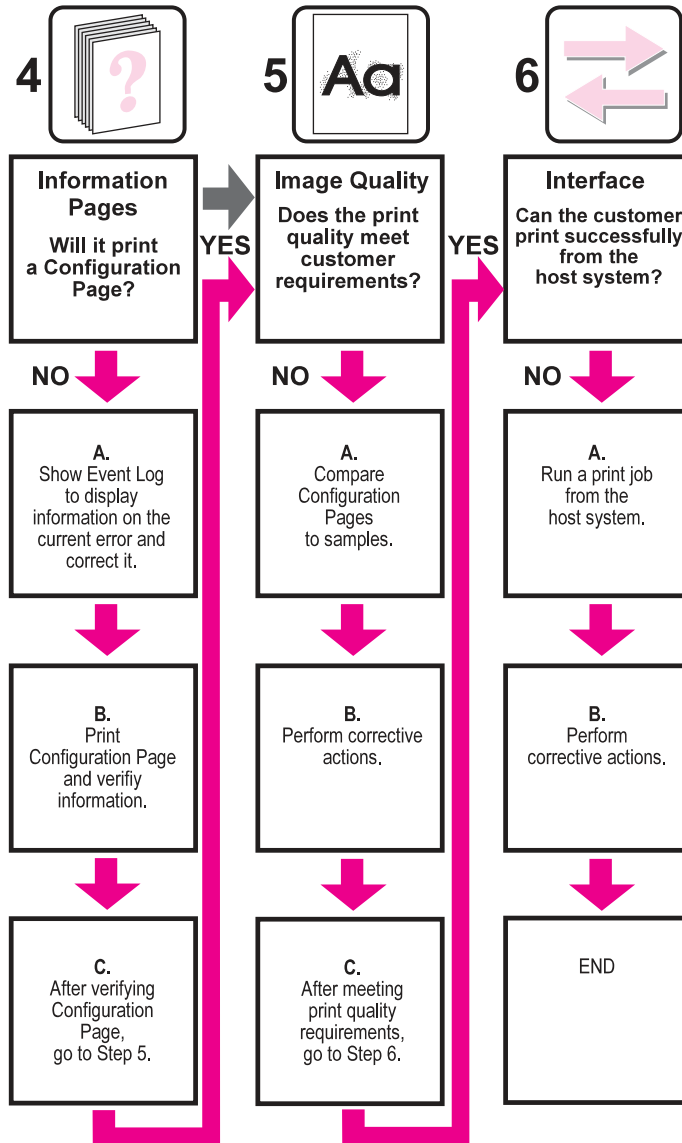 4
?
Information
Pages
Will it print
a Configuration
Page?
YES
NO
A.
Show Event Log
to display
information on the
current error and
correct it.
B.
Print
Configuration Page
and verifiy
information.
C.
After verifying
Configuration
Page,
go to Step 5.
5
Aa
Image Quality
Does the print
quality meet
customer
requirements?
YES
NO
A.
Compare
Configuration
Pages
to samples.
B.
Perform corrective
actions.
C.
After meeting
print quality
requirements,
go to Step 6.
6
Interface
Can the customer
print successfully
from the
host system?
NO
A.
Run a print job
from the
host system.
B.
Perform
corrective actions.
END